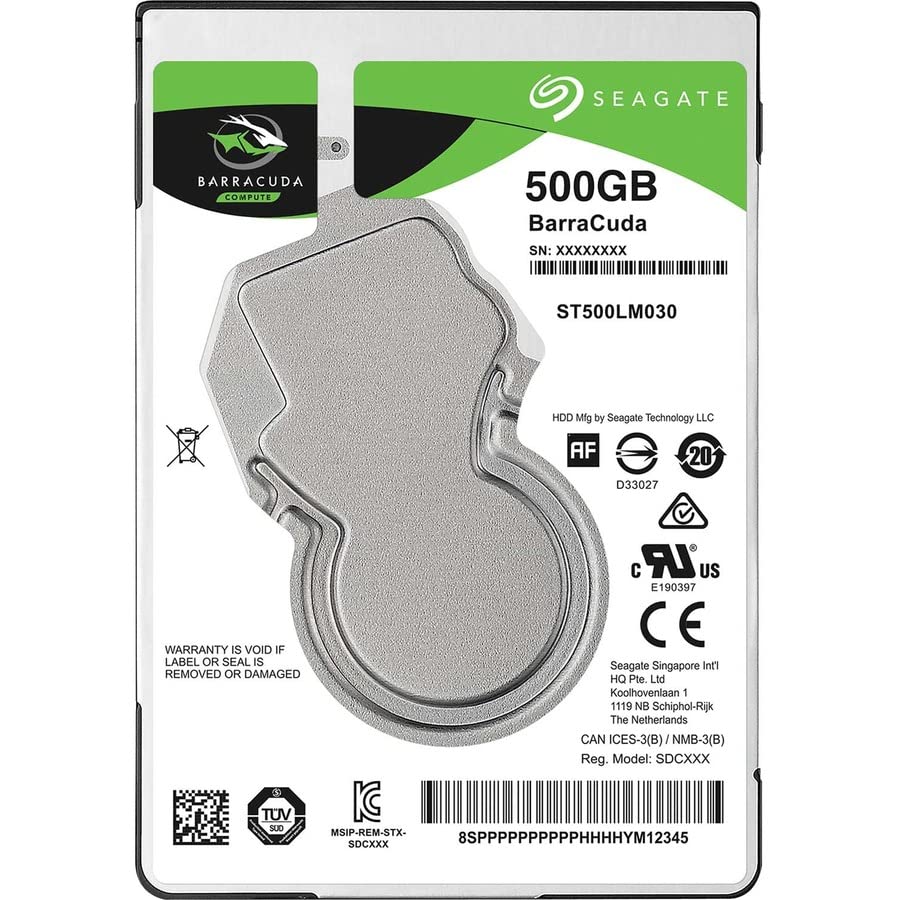 BARRACUDA
COMPUTE
SEAGATE
500GB
BarraCuda
SN: XXXXXXXX
ST500LM030
HDD Mfg by Seagate Technology LLC
AF
20
D33027
c RU® US
E190397
CE
WARRANTY IS VOID IF
LABEL OR SEAL IS
REMOVED OR DAMAGED
Seagate Singapore Int'l
HQ Pte. Ltd
Koolhovenlaan 1
1119 NB Schiphol-Rijk
The Netherlands
CAN ICES-3(B) / NMB-3(B)
Reg. Model: SDCXXX
TÜV
SÜD
MSIP-REM-STX-
SDCXXX
8SPPPPPPPPPPPHHHHYM12345